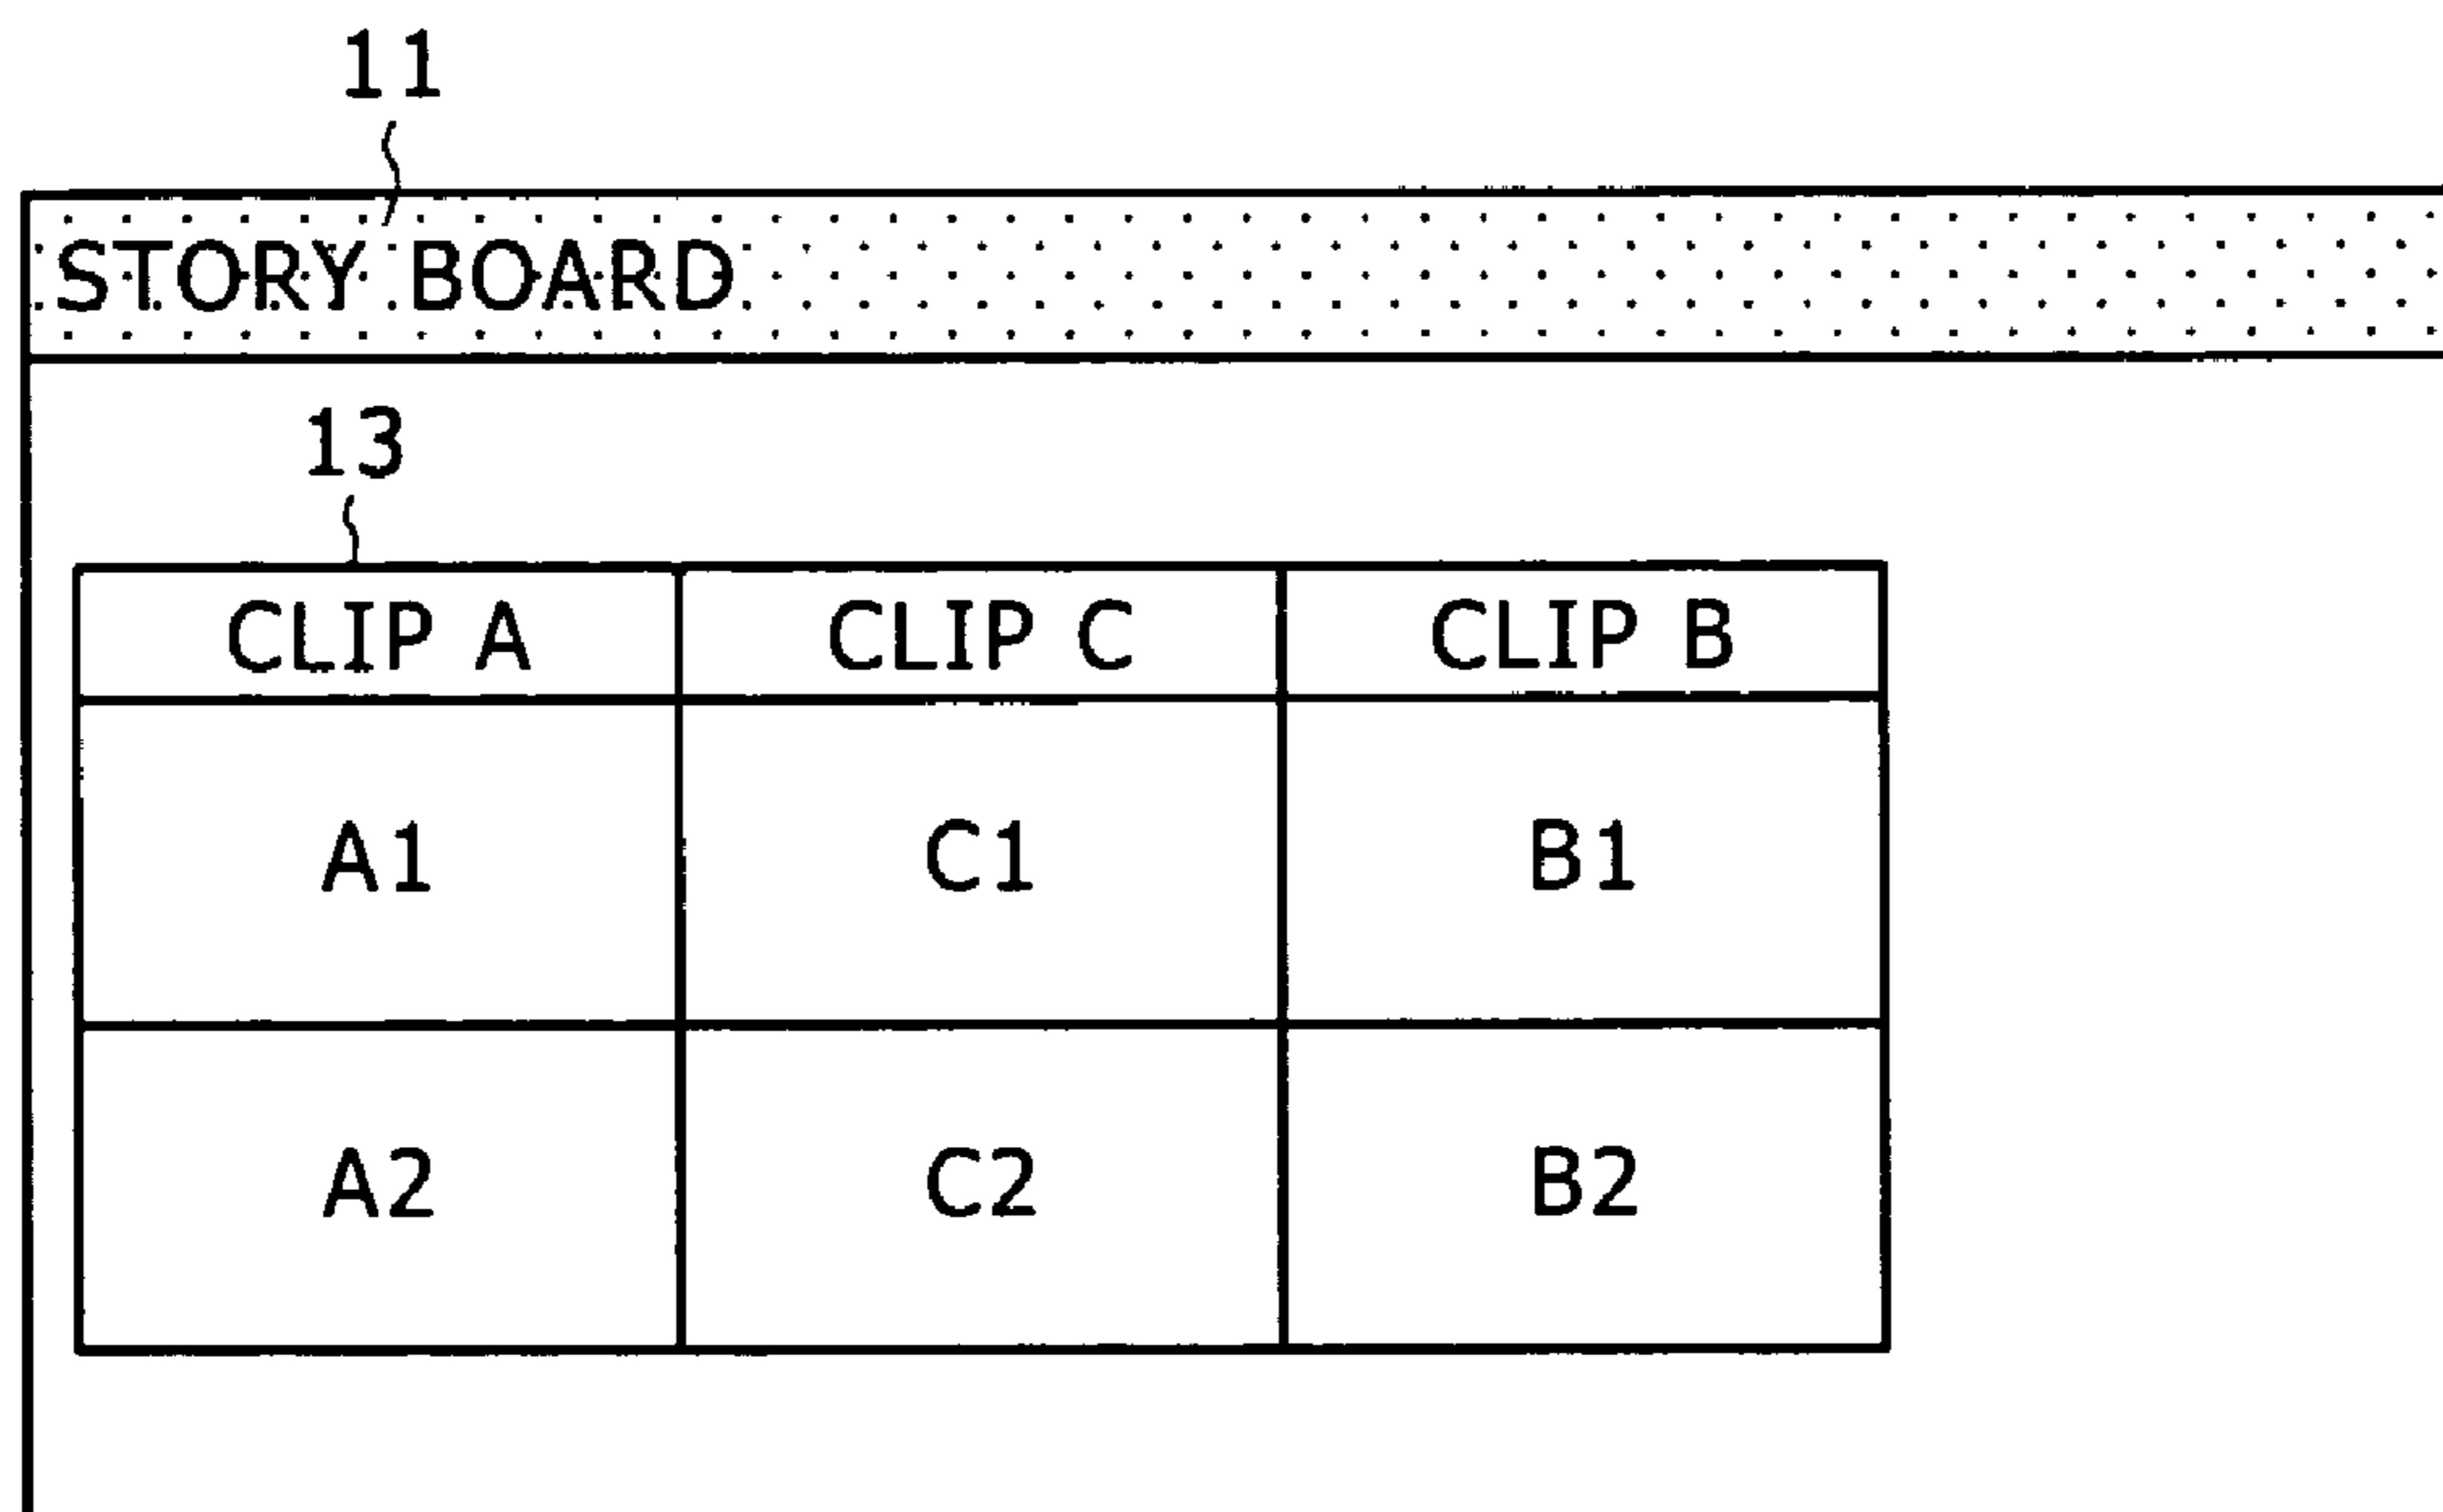 11
STORY BOARD
13
CLIP A CLIP C CLIP B
A1 C1 B1
A2 C2 B2